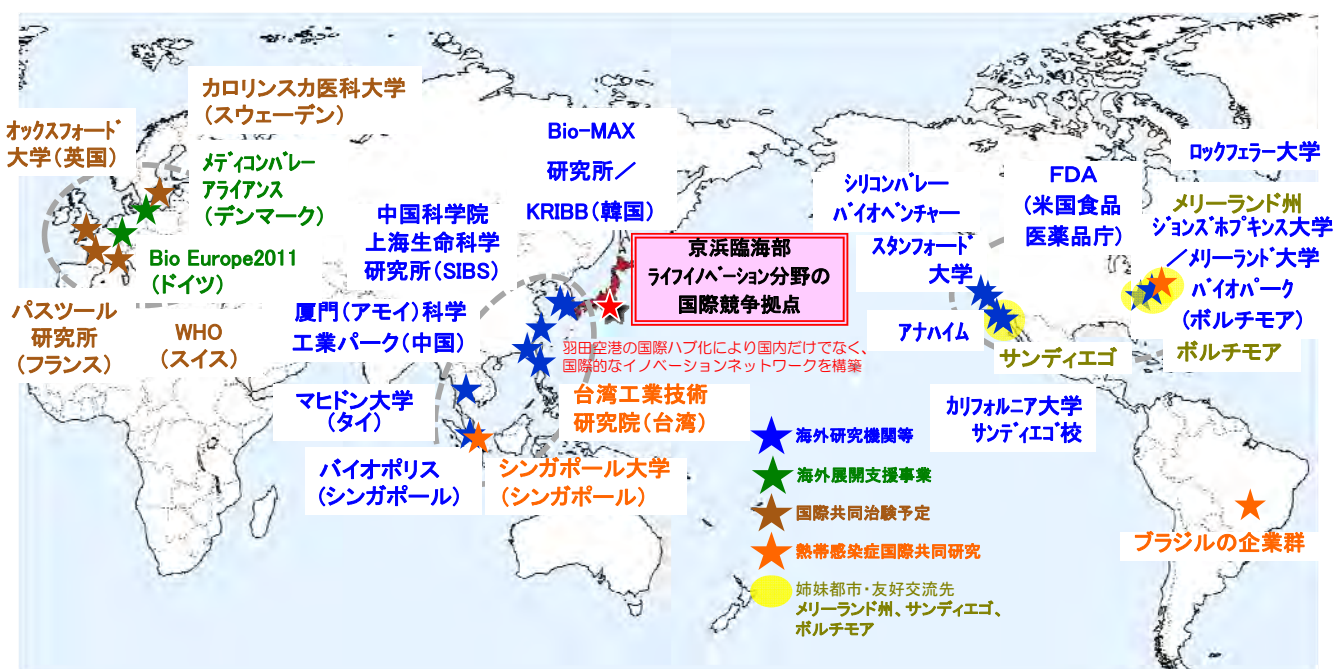 カロリンスカ医科大学
(スウェーデン)
オックスフォード
大学(英国)
メディコンバレー
アライアンス
(デンマーク)
Bio Europe2011
(ドイツ)
パスツール
研究所
(フランス)
WHO
(スイス)
Bio-MAX
研究所/
KRIBB(韓国)
中国科学院
上海生命科学
研究所(SIBS)
厦門(アモイ)科学
工業パーク(中国)
マヒドン大学
(タイ)
バイオポリス
(シンガポール)
シンガポール大学
(シンガポール)
台湾工業技術
研究院(台湾)
京浜臨海部
ライフイノベーション分野の
国際競争拠点
羽田空港の国際ハブ化により国内だけでなく、
国際的なイノベーションネットワークを構築
シリコンバレー
バイオベンチャー
スタンフォード
大学
アナハイム
サンディエゴ
カリフォルニア大学
サンディエゴ校
FDA
(米国食品
医薬品庁)
ロックフェラー大学
メリーランド州
ジョンズホプキンス大学
/メリーランド大学
バイオパーク
(ボルチモア)
ボルチモア
ブラジルの企業群
海外研究機関等
海外展開支援事業
国際共同治験予定
熱帯感染症国際共同研究
姉妹都市・友好交流先
メリーランド州、サンディエゴ、
ボルチモア